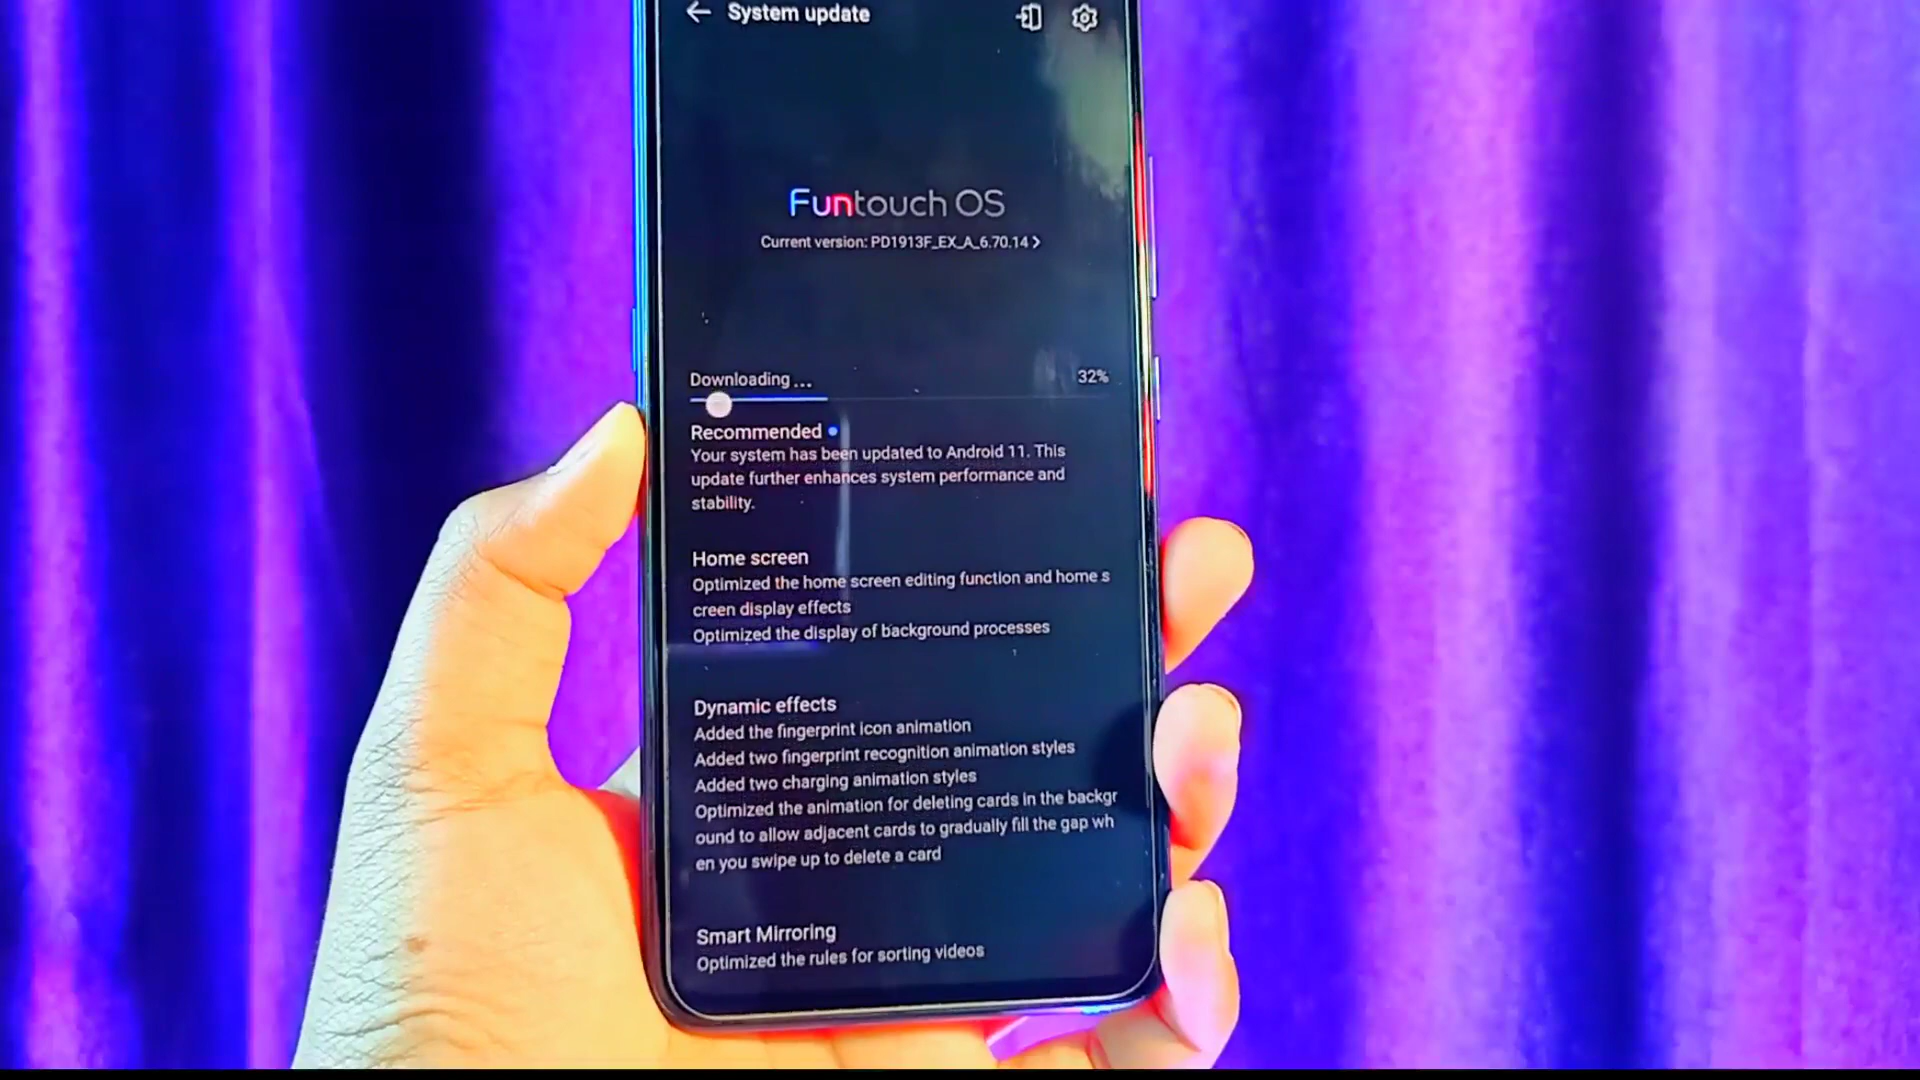 System update
Funtouch OS
Current version: PD1913F_EX_A_6.70.14 >
Downloading ... 32%
Recommended
Your system has been updated to Android 11. This
update further enhances system performance and
stability.
Home screen
Optimized the home screen editing function and home s
creen display effects
Optimized the display of background processes
Dynamic effects
Added the fingerprint icon animation
Added two fingerprint recognition animation styles
Added two charging animation styles
Optimized the animation for deleting cards in the backgr
ound to allow adjacent cards to gradually fill the gap wh
en you swipe up to delete a card
Smart Mirroring
Optimized the rules for sorting videos